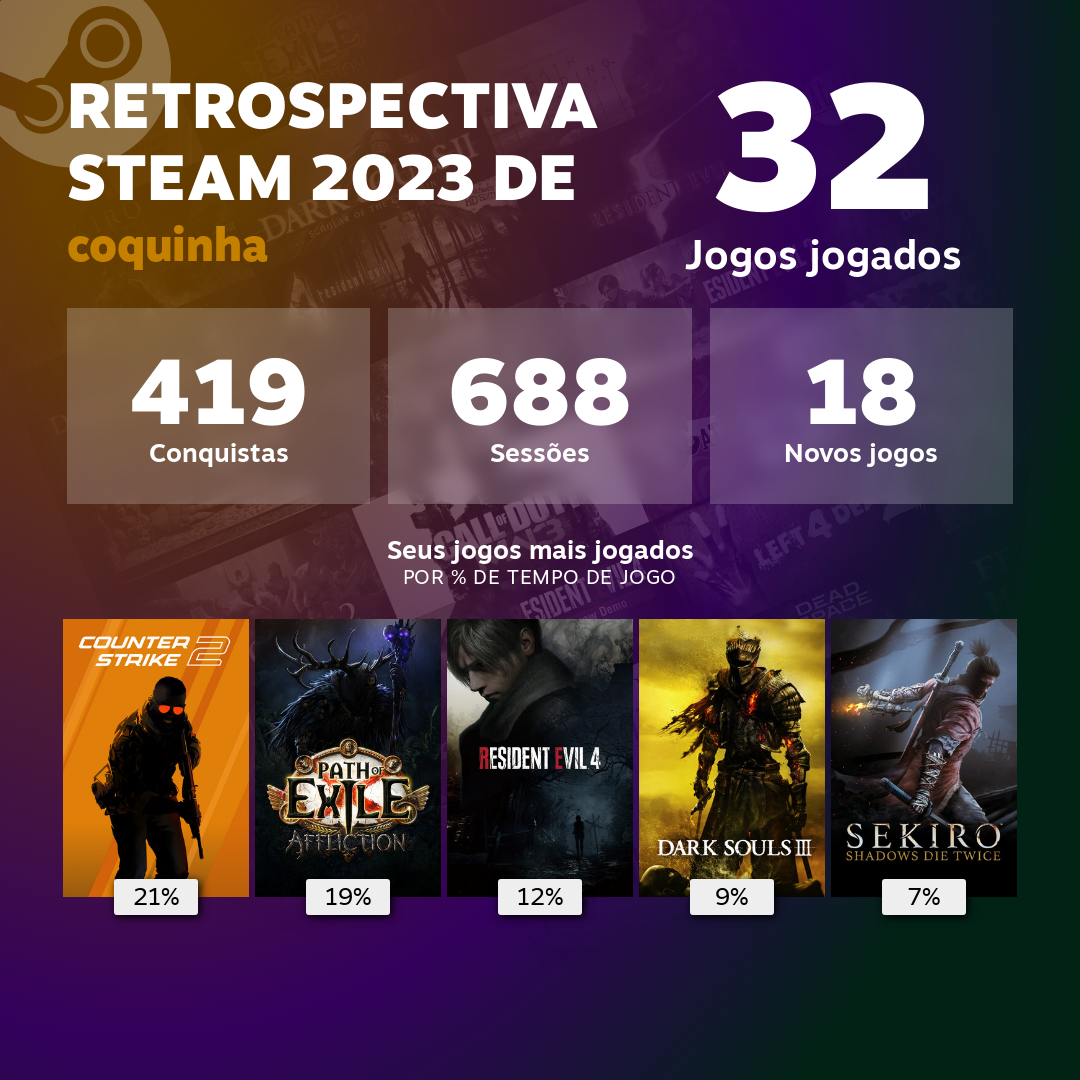 RETROSPECTIVA
STEAM 2023 DE
coquinha
32
Jogos jogados
419
Conquistas
688
Sessões
18
Novos jogos
Seus jogos mais jogados
POR % DE TEMPO DE JOGO
COUNTER
STRIKE 2
PATH OF
EXILE
AFFLICTION
RESIDENT EVIL 4
DARK SOULS III
SEKIRO
SHADOWS DIE TWICE
21%
19%
12%
9%
7%